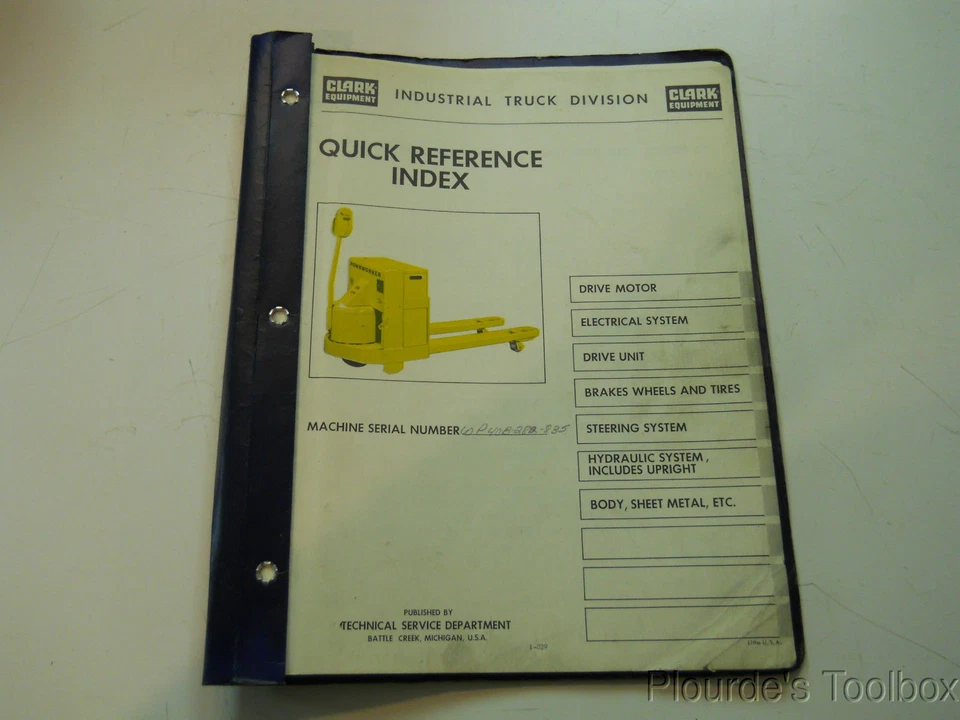 CLARK EQUIPMENT
INDUSTRIAL TRUCK DIVISION
CLARK EQUIPMENT
QUICK REFERENCE
INDEX
DRIVE MOTOR
ELECTRICAL SYSTEM
DRIVE UNIT
BRAKES WHEELS AND TIRES
MACHINE SERIAL NUMBER
STEERING SYSTEM
HYDRAULIC SYSTEM,
INCLUDES UPRIGHT
BODY, SHEET METAL, ETC.
PUBLISHED BY
TECHNICAL SERVICE DEPARTMENT
BATTLE CREEK, MICHIGAN, U.S.A.
Plourde's Toolbox